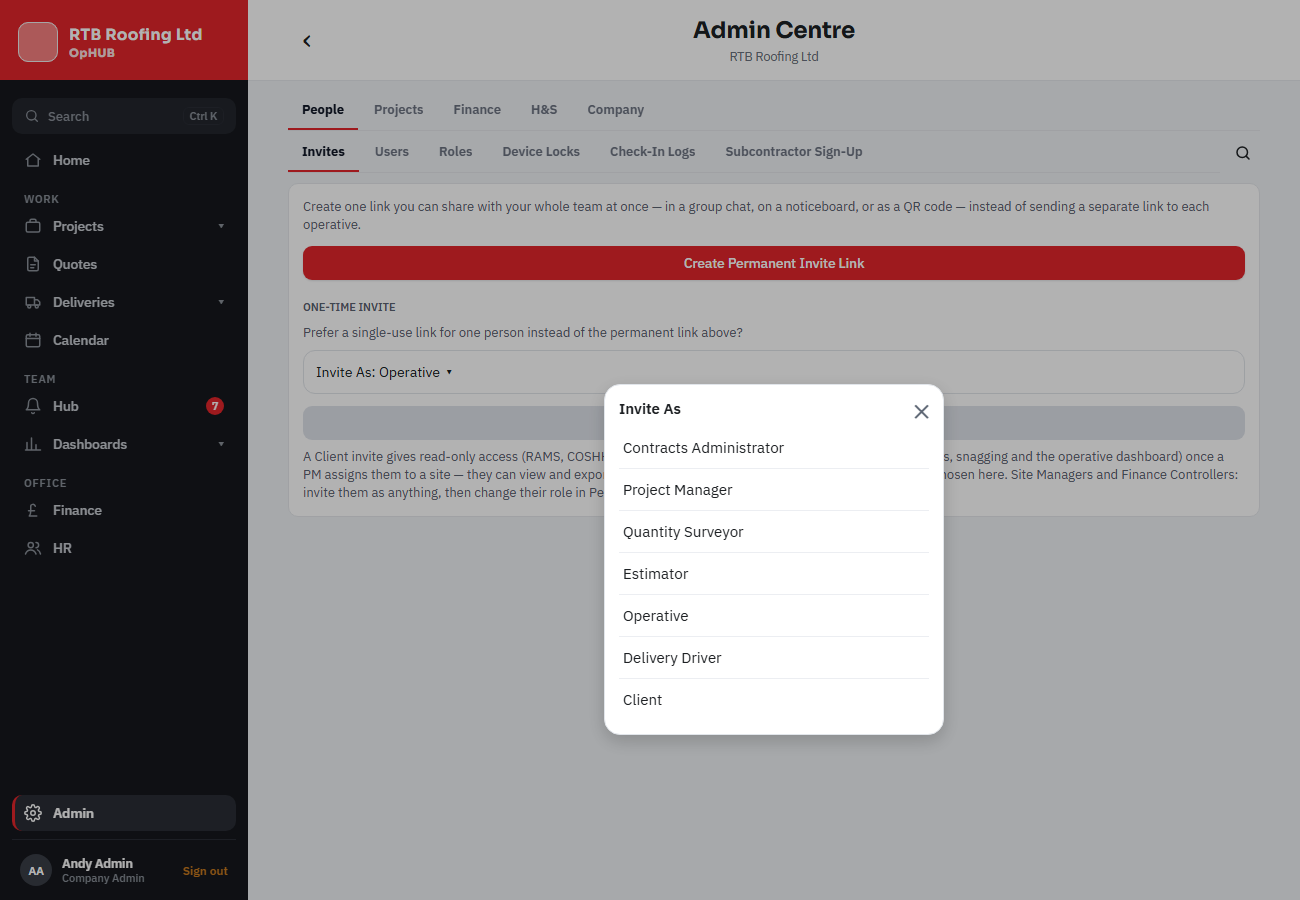 RTB Roofing Ltd
OpHUB
Search
Ctrl K
Home
WORK
Projects
Quotes
Deliveries
Calendar
TEAM
Hub
7
Dashboards
OFFICE
Finance
HR
Admin
AA
Andy Admin
Company Admin
Sign out
Admin Centre
RTB Roofing Ltd
People
Projects
Finance
H&S
Company
Invites
Users
Roles
Device Locks
Check-In Logs
Subcontractor Sign-Up
Create one link you can share with your whole team at once — in a group chat, on a noticeboard, or as a QR code — instead of sending a separate link to each
operative.
Create Permanent Invite Link
ONE-TIME INVITE
Prefer a single-use link for one person instead of the permanent link above?
Invite As: Operative
A Client invite gives read-only access (RAMS, COSHH
snagging and the operative dashboard) once a
PM assigns them to a site — they can view and
here. Site Managers and Finance Controllers:
invite them as anything, then change their role in
Invite As
Contracts Administrator
Project Manager
Quantity Surveyor
Estimator
Operative
Delivery Driver
Client